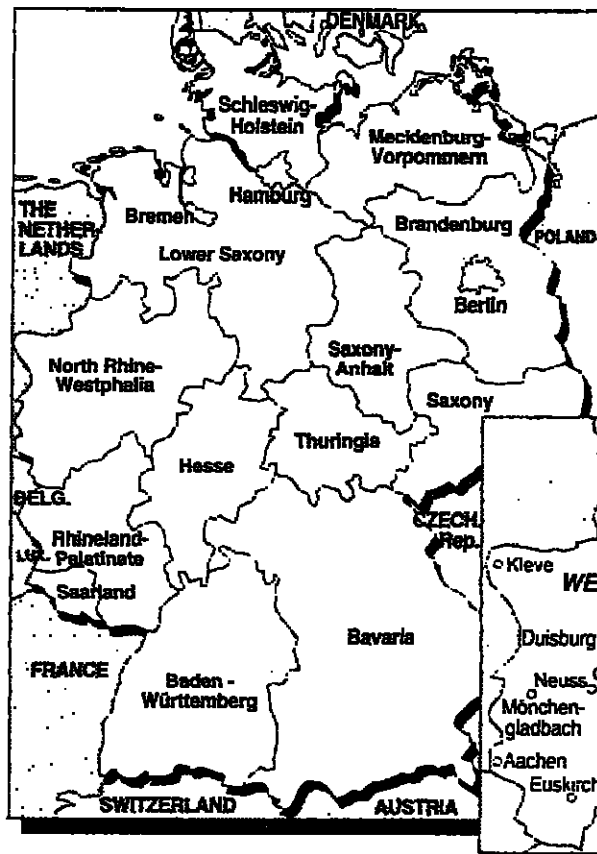 DENMARK
Schleswig-
Holstein
Mecklenburg-
Vorpommern
Hamburg
THE
NETHER
LANDS
Bremen
Brandenburg
POLAND
Lower Saxony
Berlin
North Rhine-
Westphalia
Saxony-
Anhalt
Saxony
Thuringia
Hesse
BELG.
CZECH.
Rep.
LUX.
Rhineland-
Palatinate
Saarland
Bavaria
FRANCE
Baden -
Württemberg
SWITZERLAND
AUSTRIA
Kleve
WE
Duisburg
Neuss
Mönchen-
gladbach
Aachen
Euskirch